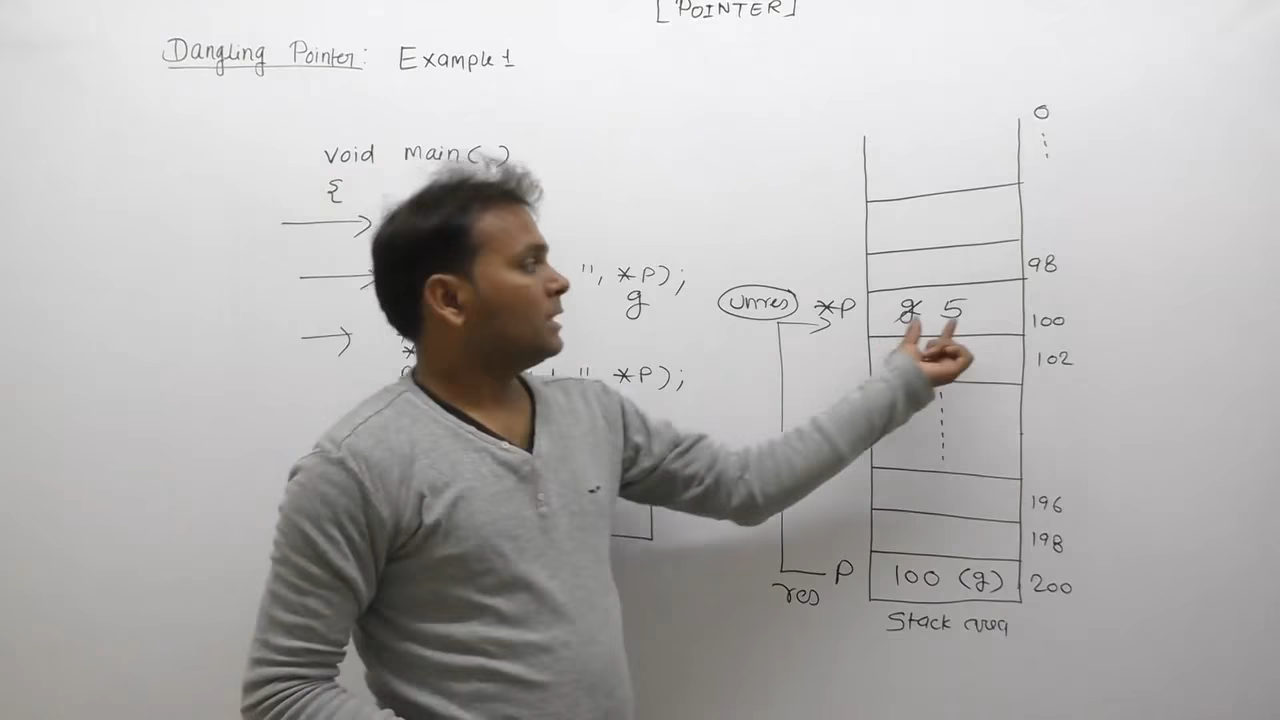 [ POINTER ]
Dangling Pointer: Example 1
void main( )
{
", *P);
g
", *P);
0
98
unres *P g 5 100
102
196
198
res P 100 (g) 200
Stack area